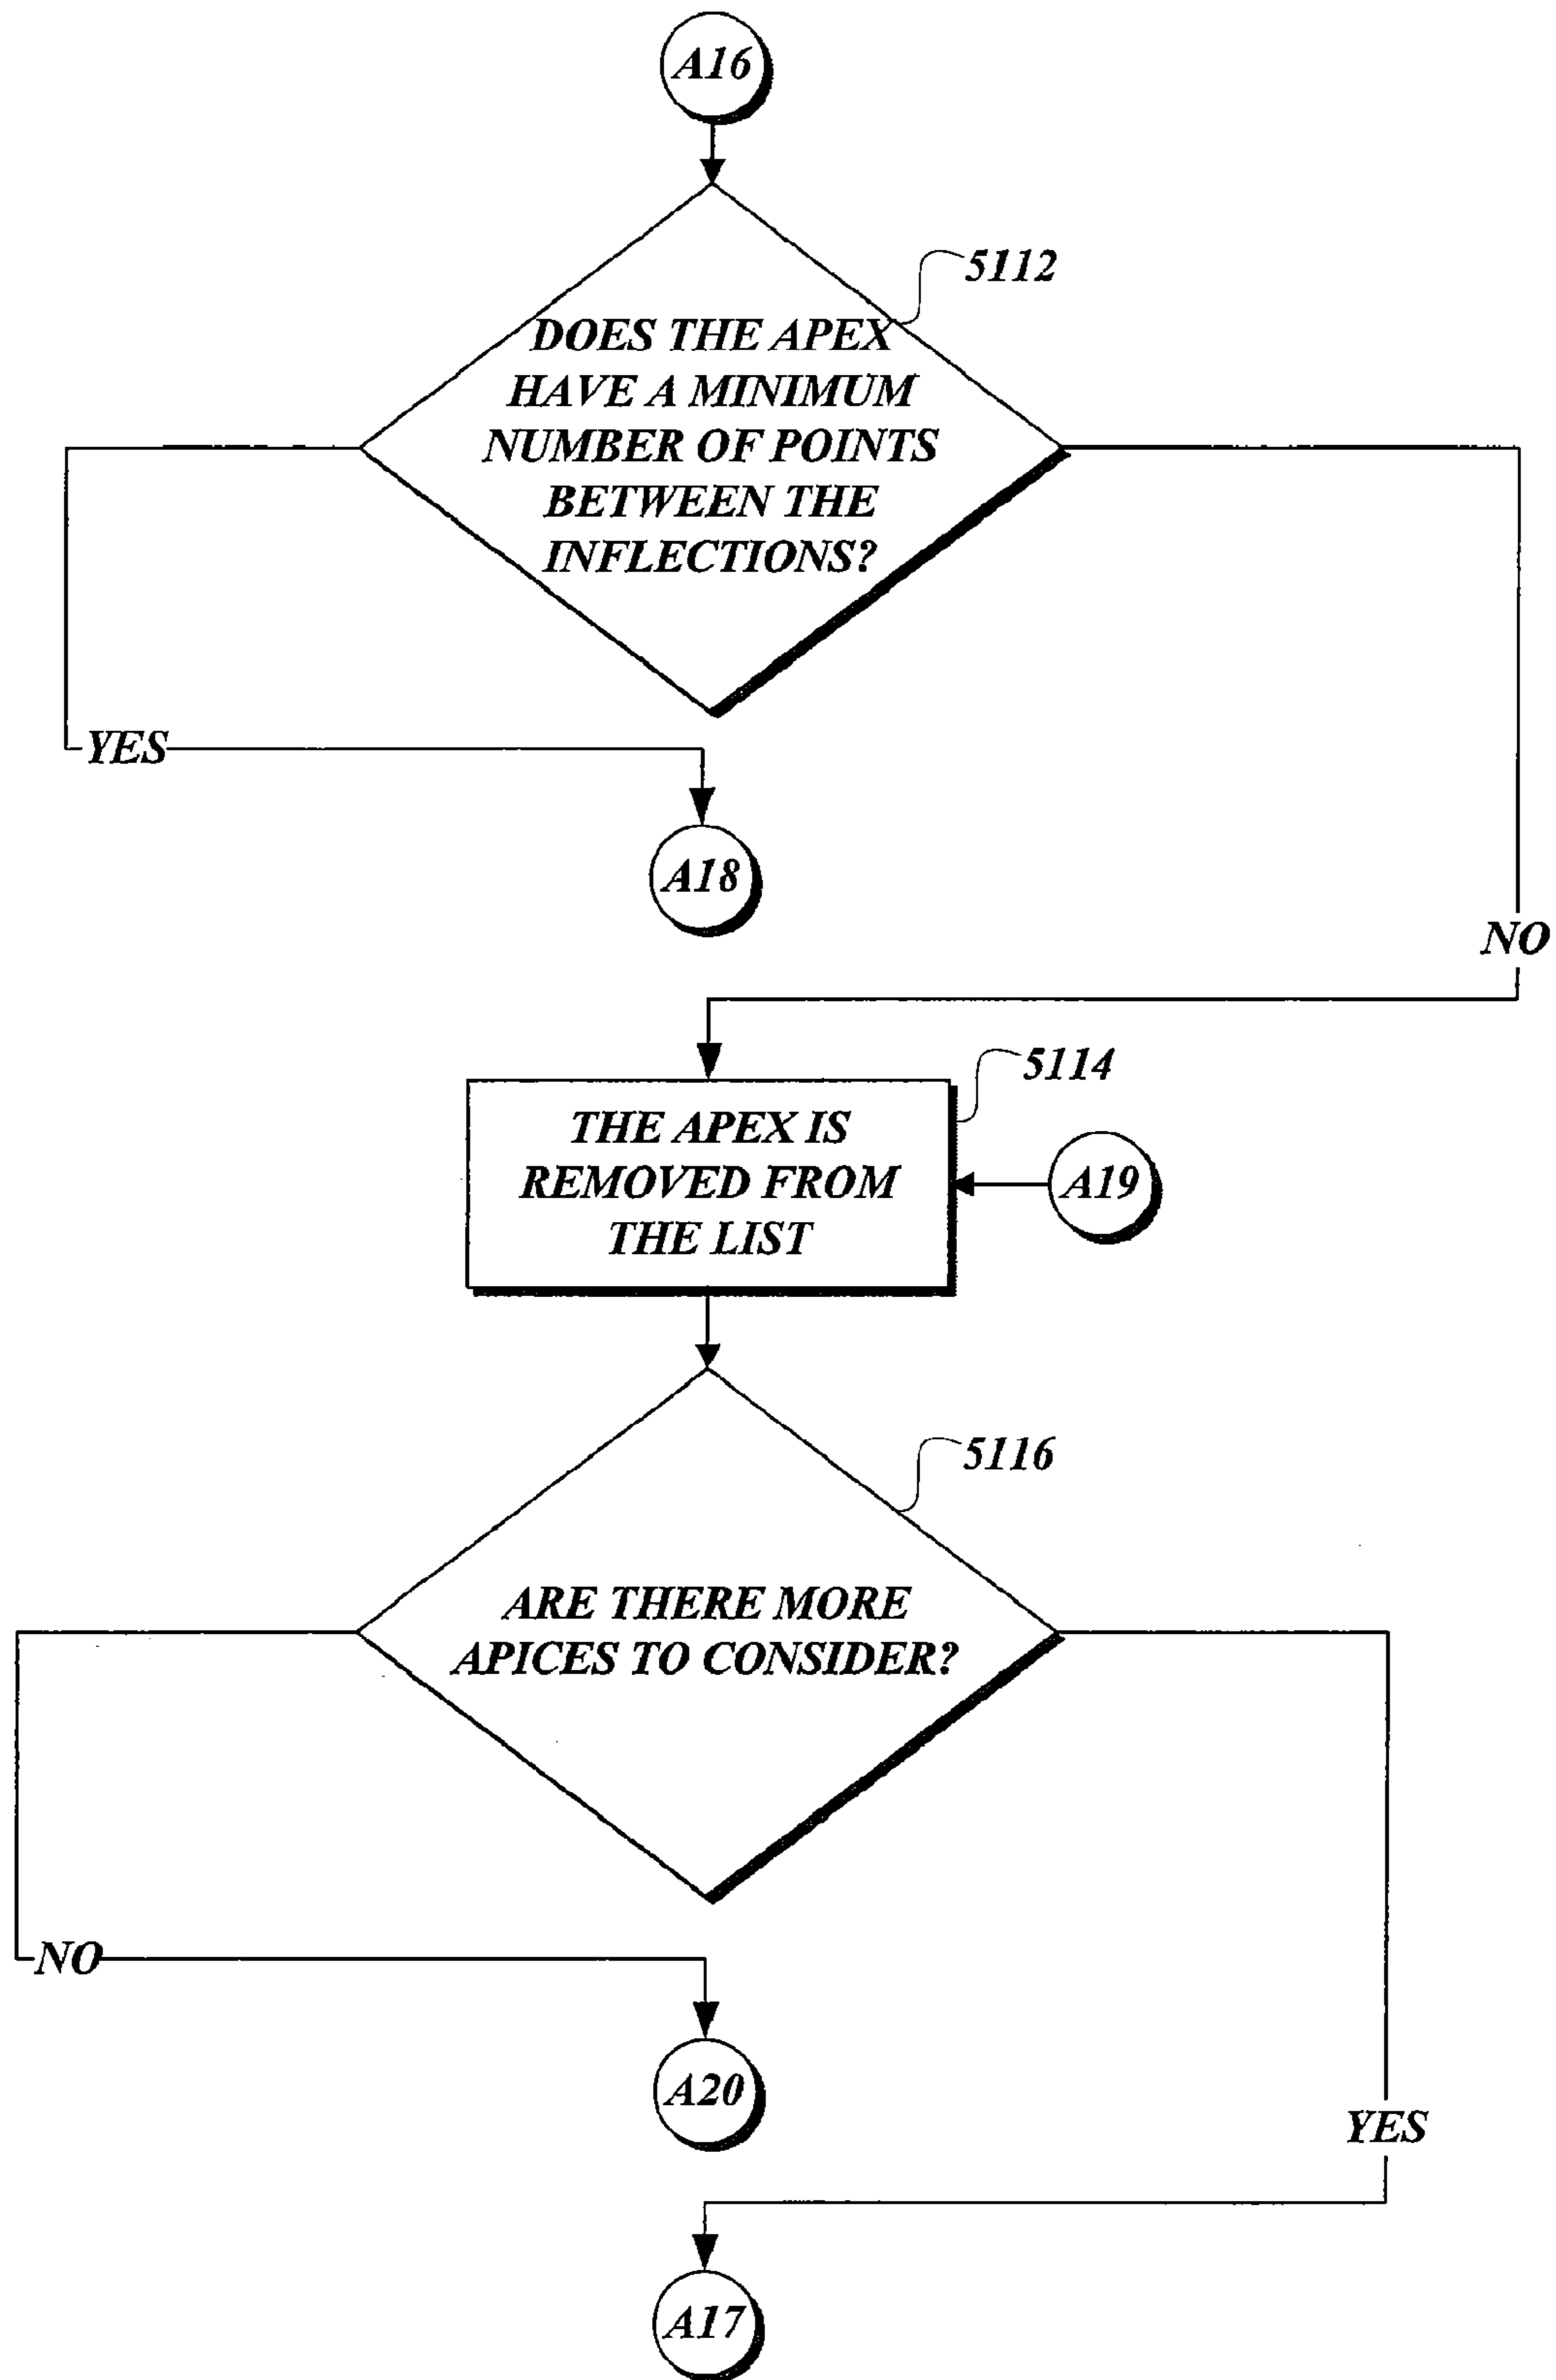 A16
5112
DOES THE APEX
HAVE A MINIMUM
NUMBER OF POINTS
BETWEEN THE
INFLECTIONS?
YES
A18
NO
5114
THE APEX IS
REMOVED FROM
THE LIST
A19
5116
ARE THERE MORE
APICES TO CONSIDER?
NO
A20
YES
A17